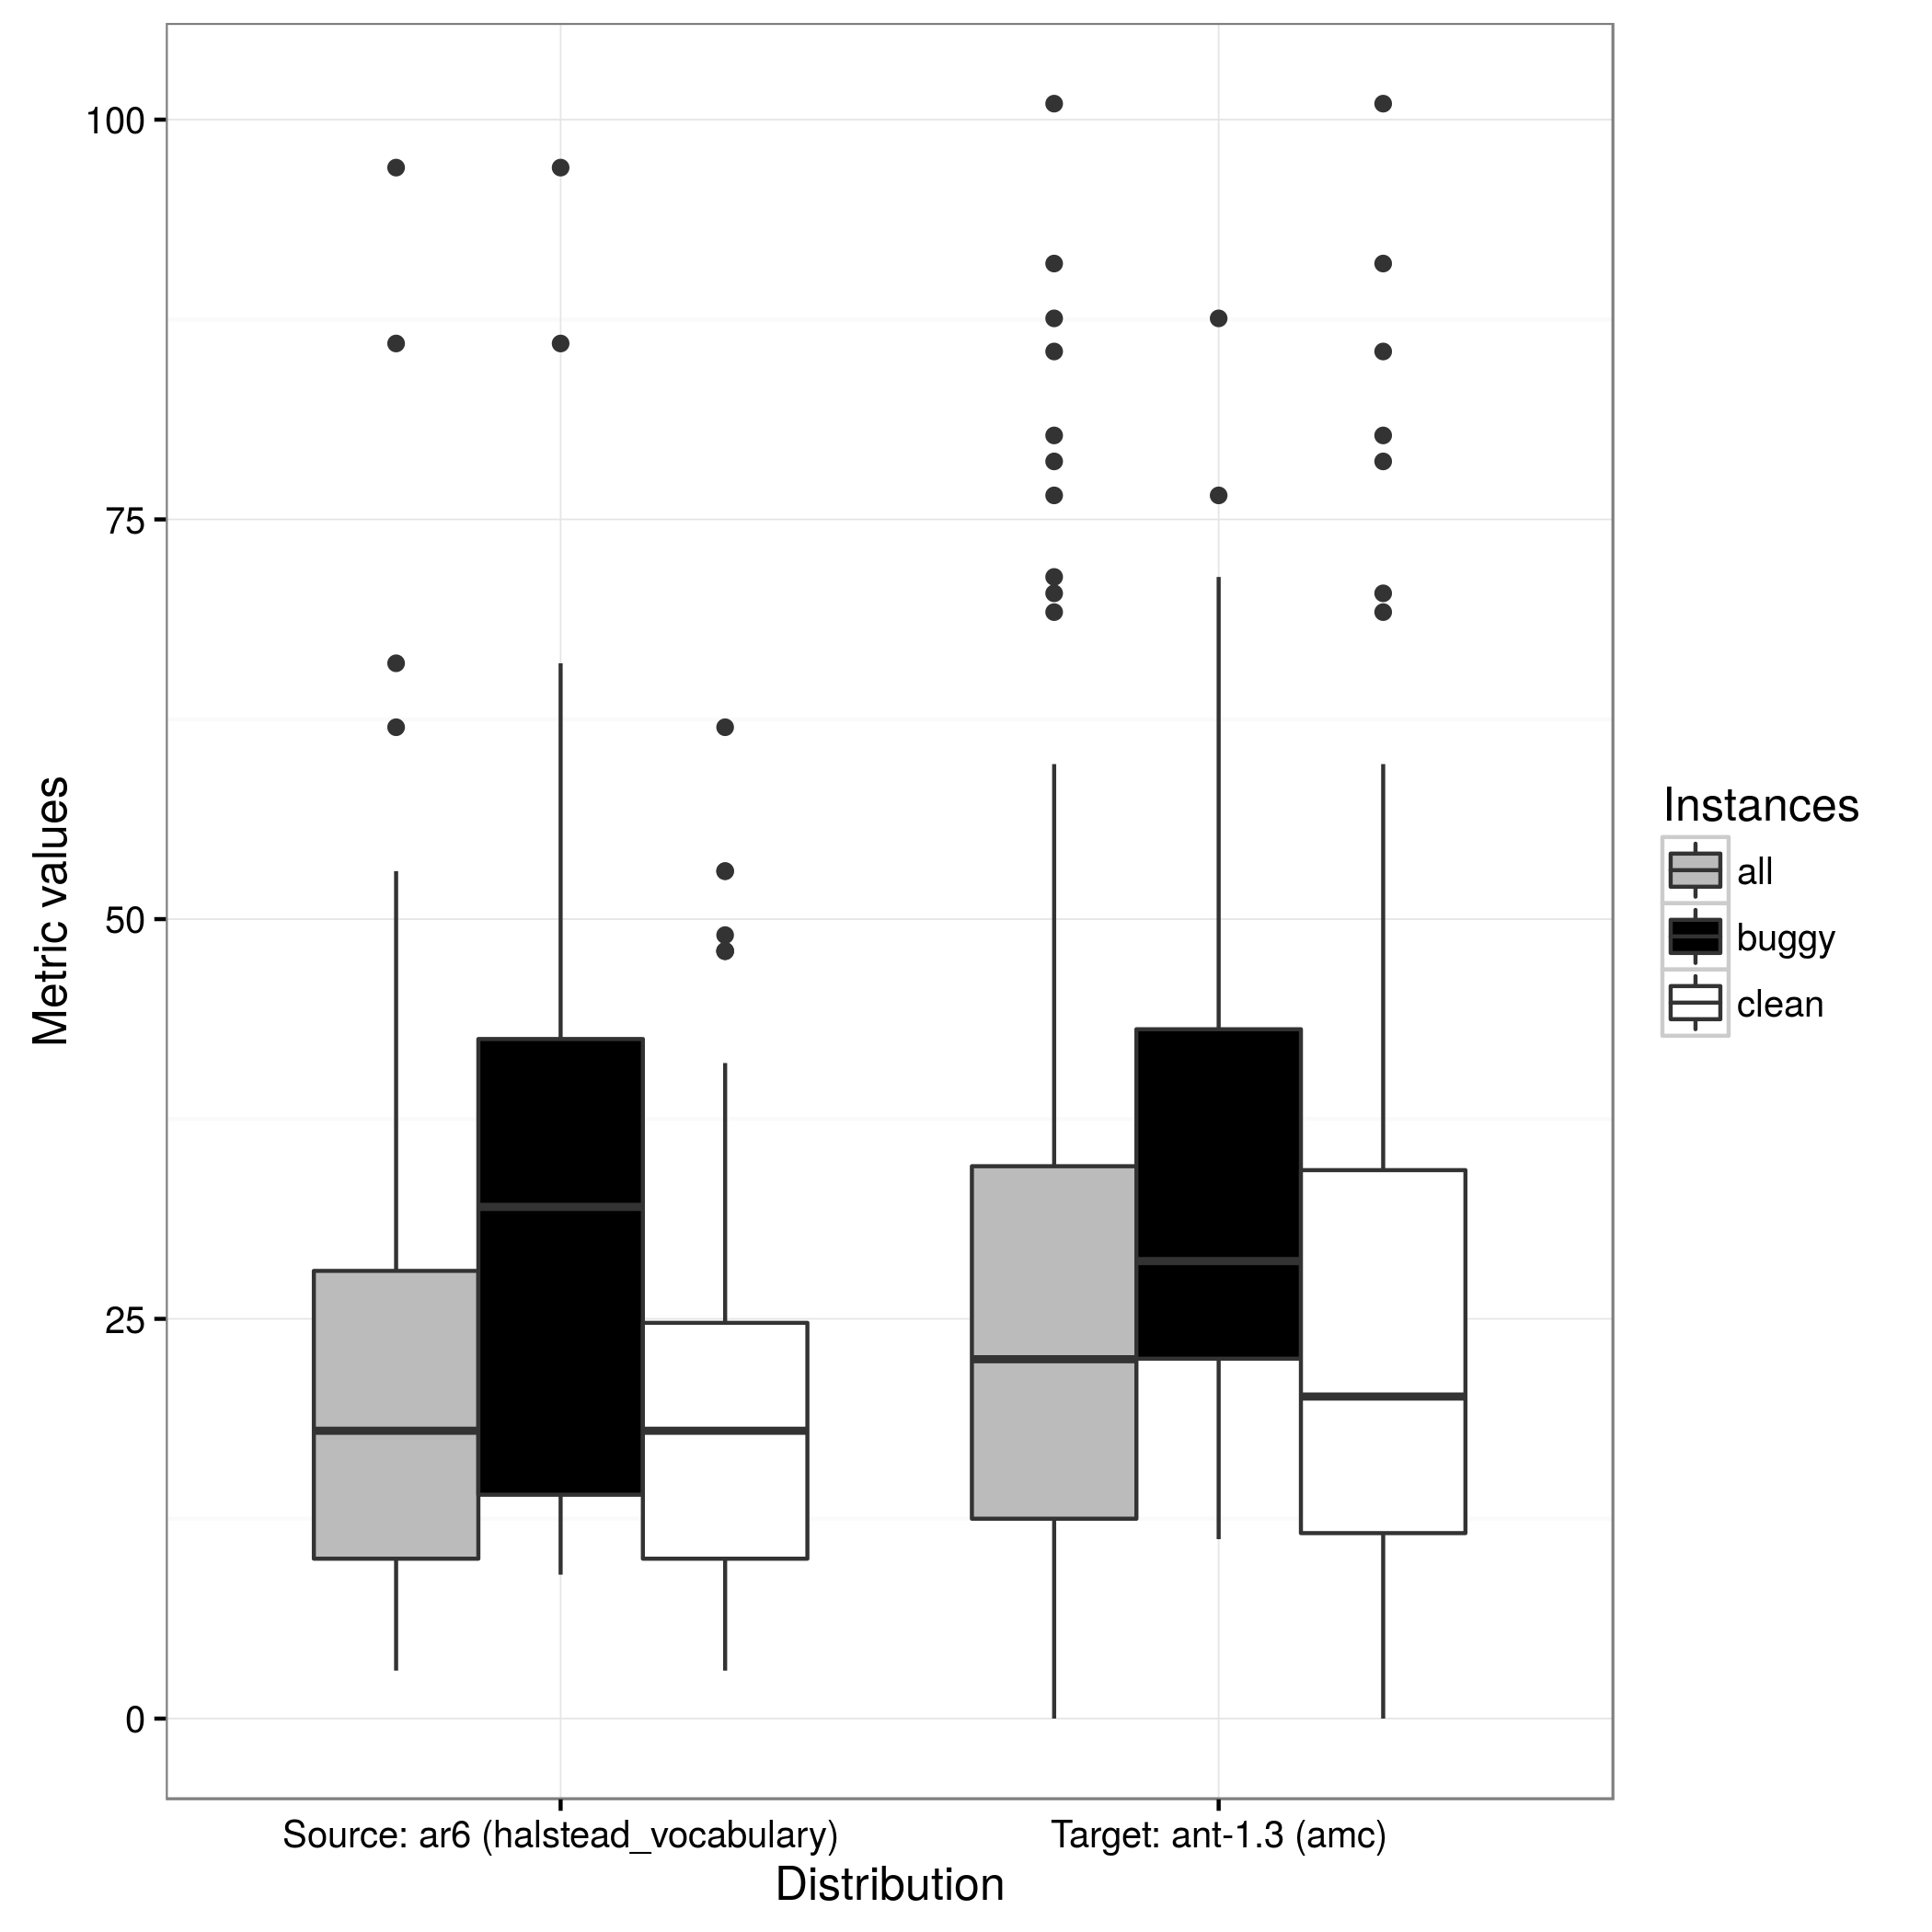 100
75
50
25
0
Metric values
Source: ar6 (halstead_vocabulary)
Target: ant-1.3 (amc)
Distribution
Instances
all
buggy
clean